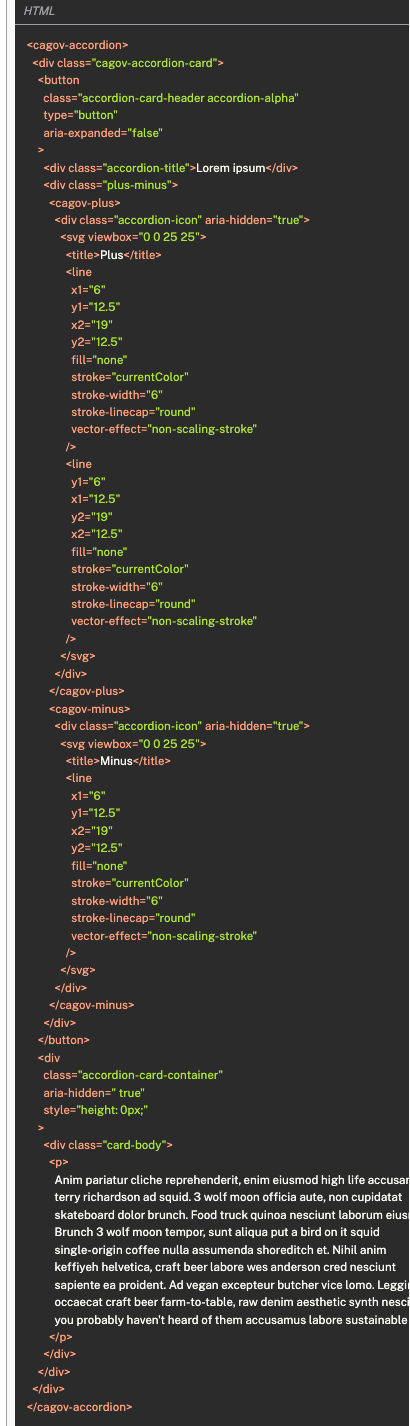 HTML
<cagov-accordion>
<div class="cagov-accordion-card">
<button
class="accordion-card-header accordion-alpha"
type="button"
aria-expanded="false"
>
<div class="accordion-title">Lorem ipsum</div>
<div class="plus-minus">
<cagov-plus>
<div class="accordion-icon" aria-hidden="true">
<svg viewbox="0 0 25 25">
<title>Plus</title>
<line
x1="6"
y1="12.5"
x2="19"
y2="12.5"
fill="none"
stroke="currentColor"
stroke-width="6"
stroke-linecap="round"
vector-effect="non-scaling-stroke"
/>
<line
y1="6"
x1="12.5"
y2="19"
x2="12.5"
fill="none"
stroke="currentColor"
stroke-width="6"
stroke-linecap="round"
vector-effect="non-scaling-stroke"
/>
</svg>
</div>
</cagov-plus>
<cagov-minus>
<div class="accordion-icon" aria-hidden="true">
<svg viewbox="0 0 25 25">
<title>Minus</title>
<line
x1="6"
y1="12.5"
x2="19"
y2="12.5"
fill="none"
stroke="currentColor"
stroke-width="6"
stroke-linecap="round"
vector-effect="non-scaling-stroke"
/>
</svg>
</div>
</cagov-minus>
</div>
</button>
<div
class="accordion-card-container"
aria-hidden=" true"
style="height: 0px;"
>
<div class="card-body">
<p>
Anim pariatur cliche reprehenderit, enim eiusmod high life
terry richardson ad squid. 3 wolf moon officia aute, non cupidatat
skateboard dolor brunch. Food truck quinoa nesciunt laborum
Brunch 3 wolf moon tempor, sunt aliqua put a bird on it squid
single-origin coffee nulla assumenda shoreditch et. Nihil anim
keffiyeh helvetica, craft beer labore wes anderson cred nesciunt
sapiente ea proident. Ad vegan excepteur butcher vice lomo.
occaecat craft beer farm-to-table, raw denim aesthetic synth
you probably haven't heard of them accusamus labore sustainable
</p>
</div>
</div>
</div>
</cagov-accordion>